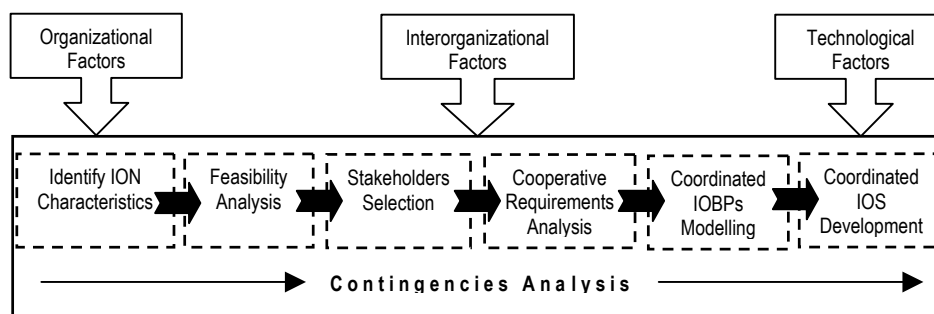 Organizational
Factors
Interorganizational
Factors
Technological
Factors
Identify ION
Characteristics
Feasibility
Analysis
Stakeholders
Selection
Cooperative
Requirements
Analysis
Coordinated
IOBPs
Modelling
Coordinated
IOS
Development
Contingencies Analysis